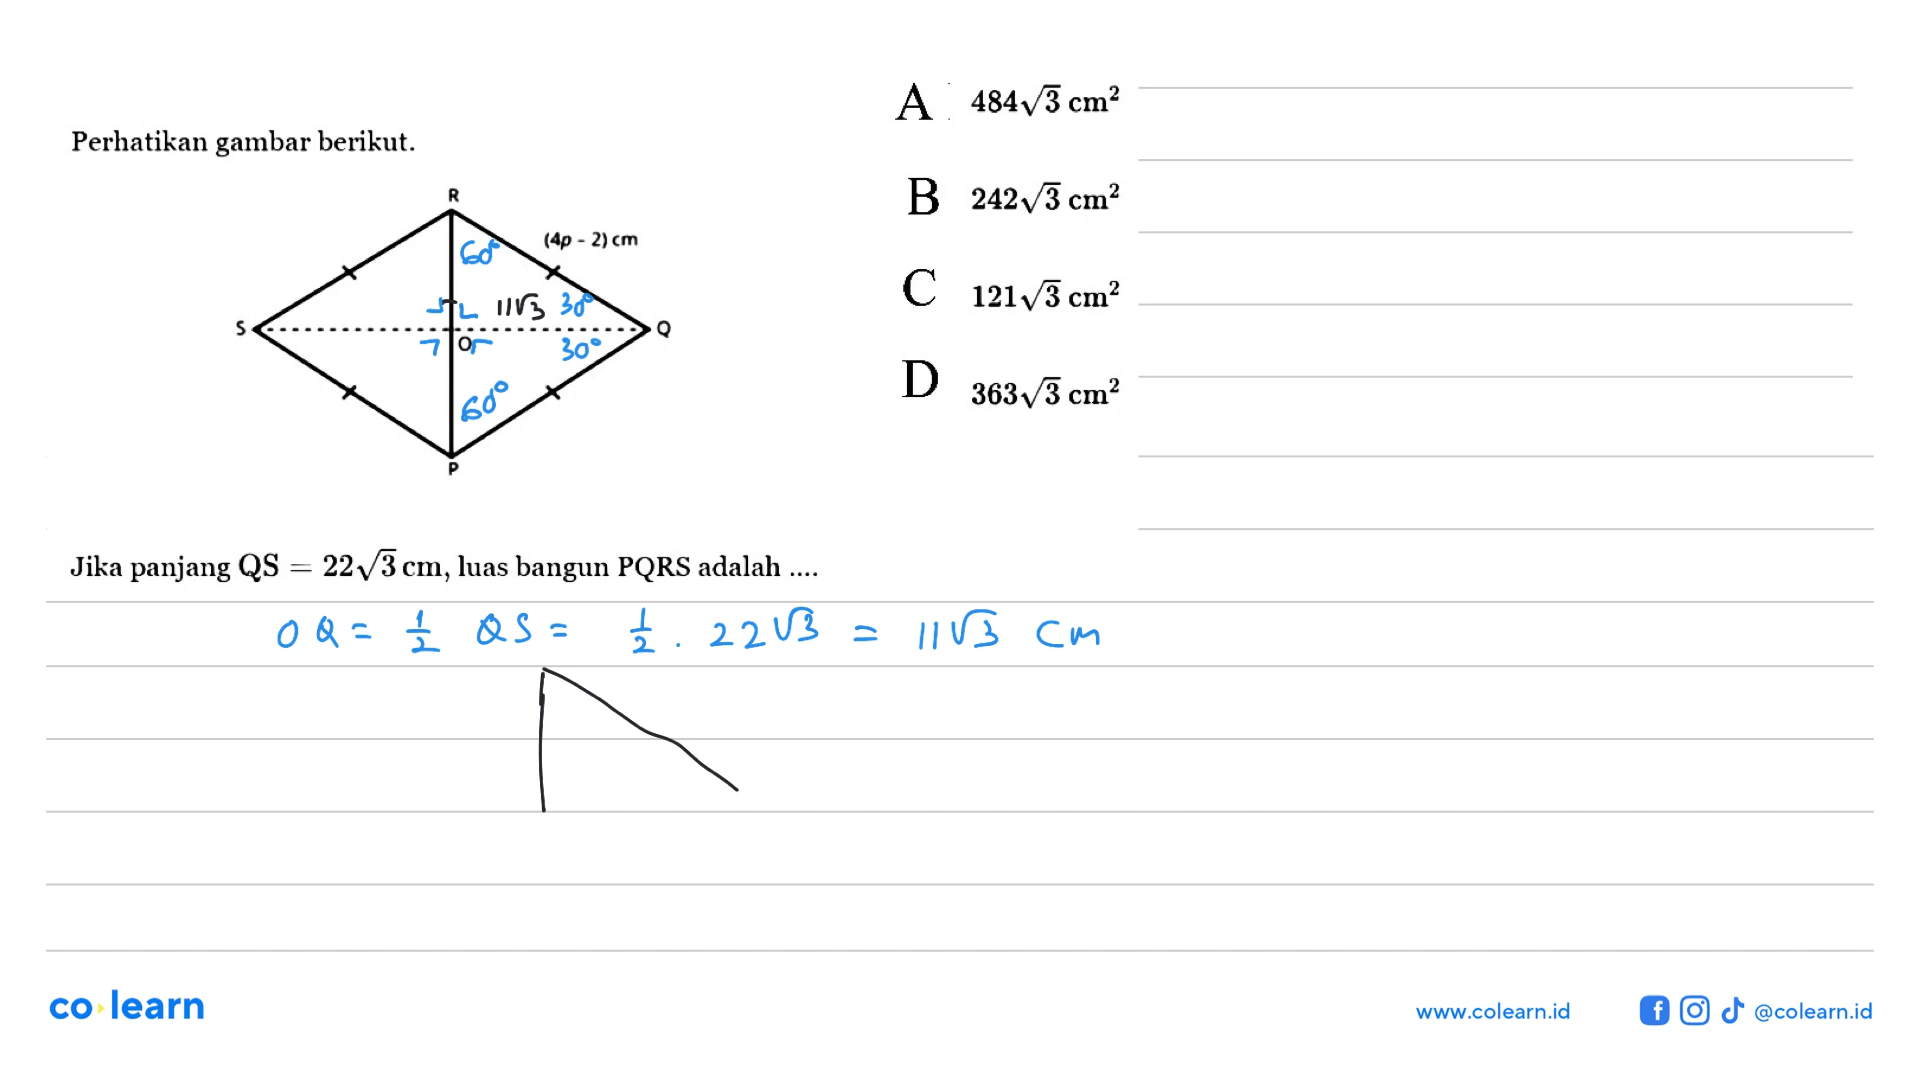 Perhatikan gambar berikut.
R
(4p - 2) cm
60°
11√3 30°
S
Q
O
30°
60°
P
A 484√3 cm²
B 242√3 cm²
C 121√3 cm²
D 363√3 cm²
Jika panjang QS = 22√3 cm, luas bangun PQRS adalah ....
OQ = 1/2 QS = 1/2 . 22√3 = 11√3 cm
co learn
www.colearn.id
@colearn.id